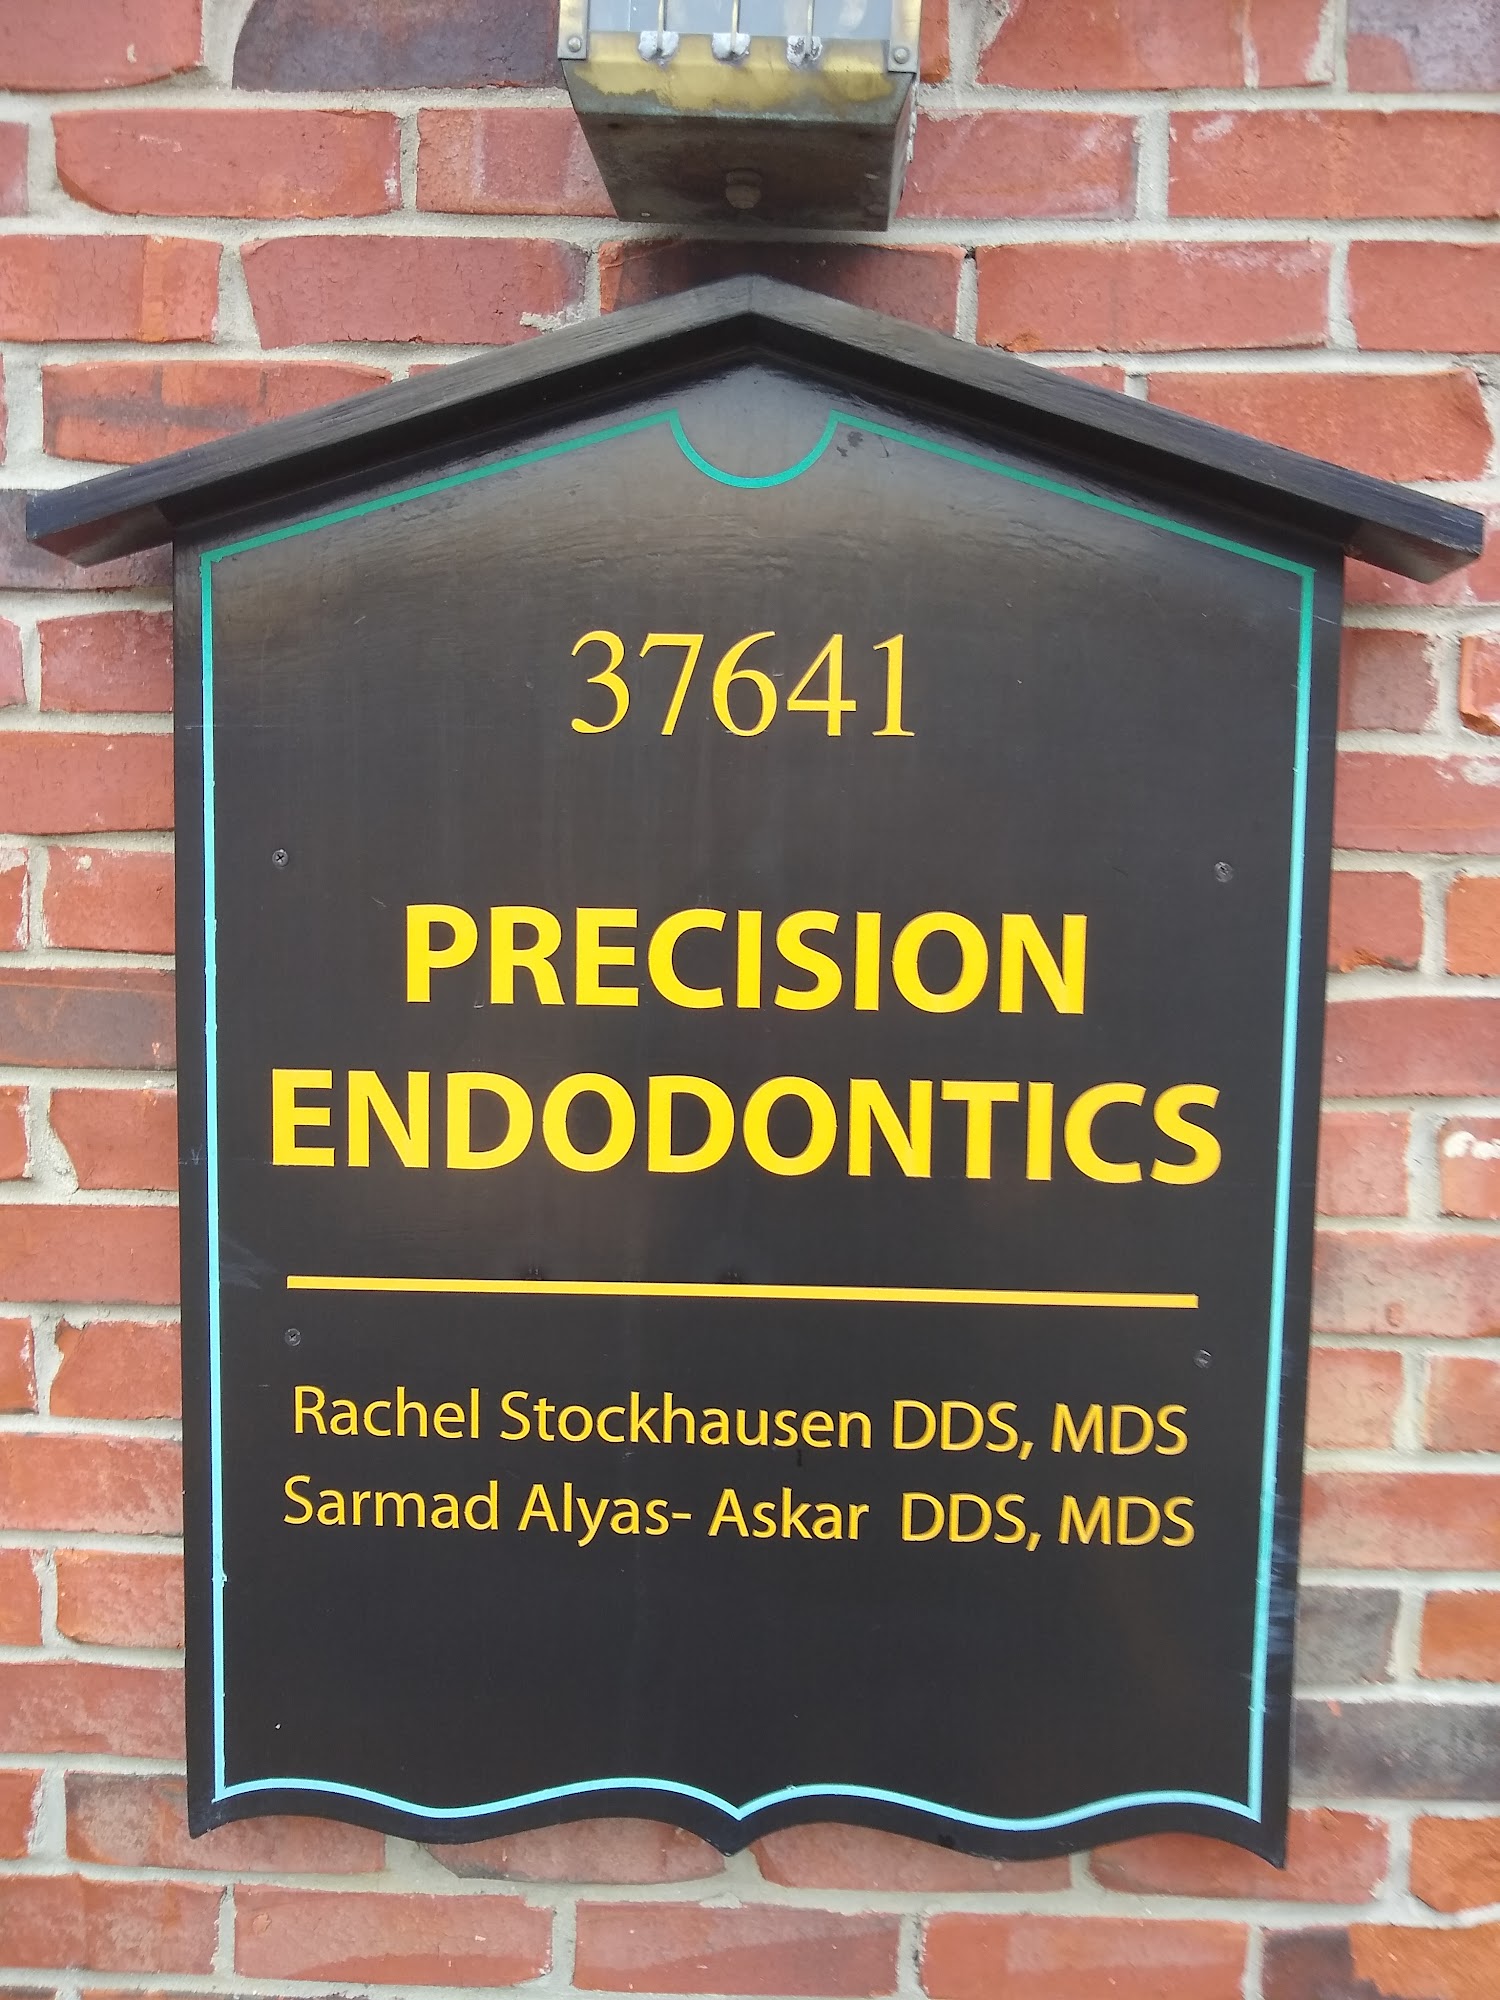 37641
PRECISION
ENDODONTICS
Rachel Stockhausen DDS, MDS
Sarmad Alyas- Askar DDS, MDS